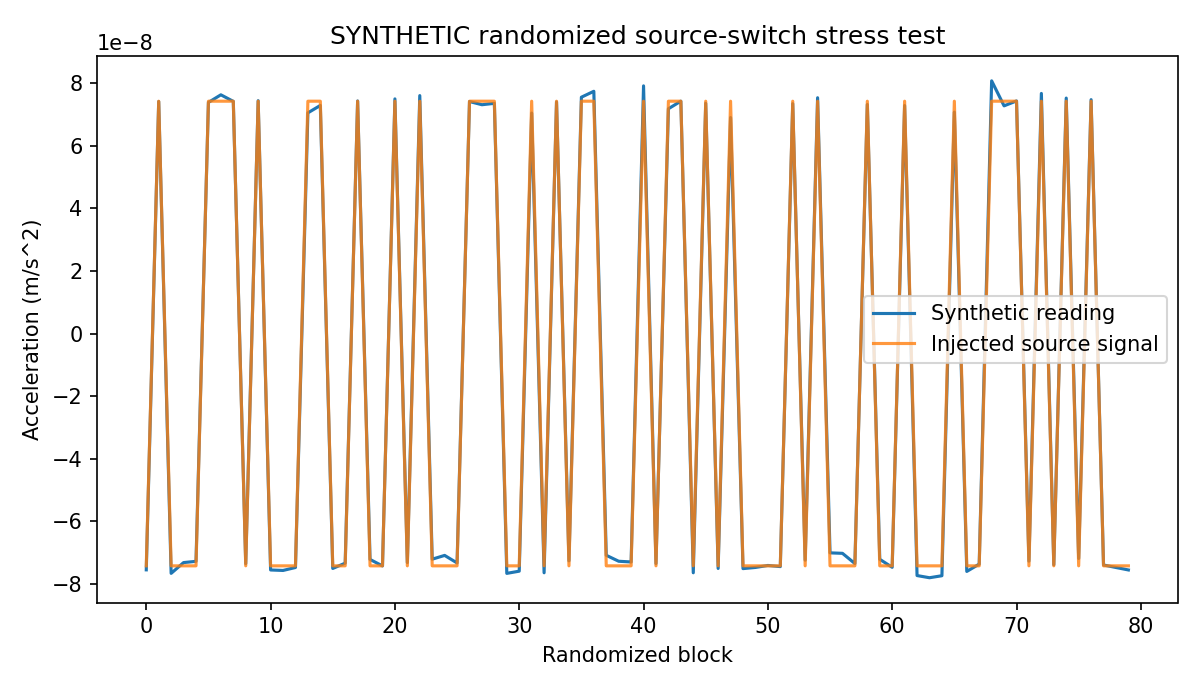 SYNTHETIC randomized source-switch stress test
1e−8
8
6
4
2
0
−2
−4
−6
−8
Acceleration (m/s^2)
Synthetic reading
Injected source signal
0 10 20 30 40 50 60 70 80
Randomized block